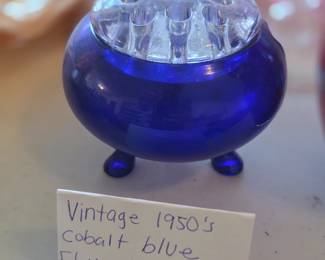 Vintage 1950's
cobalt blue